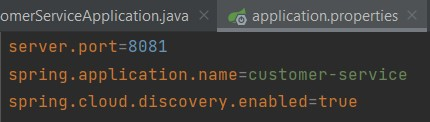 omerServiceApplication.java
application.properties
server.port=8081
spring.application.name=customer-service
spring.cloud.discovery.enabled=true